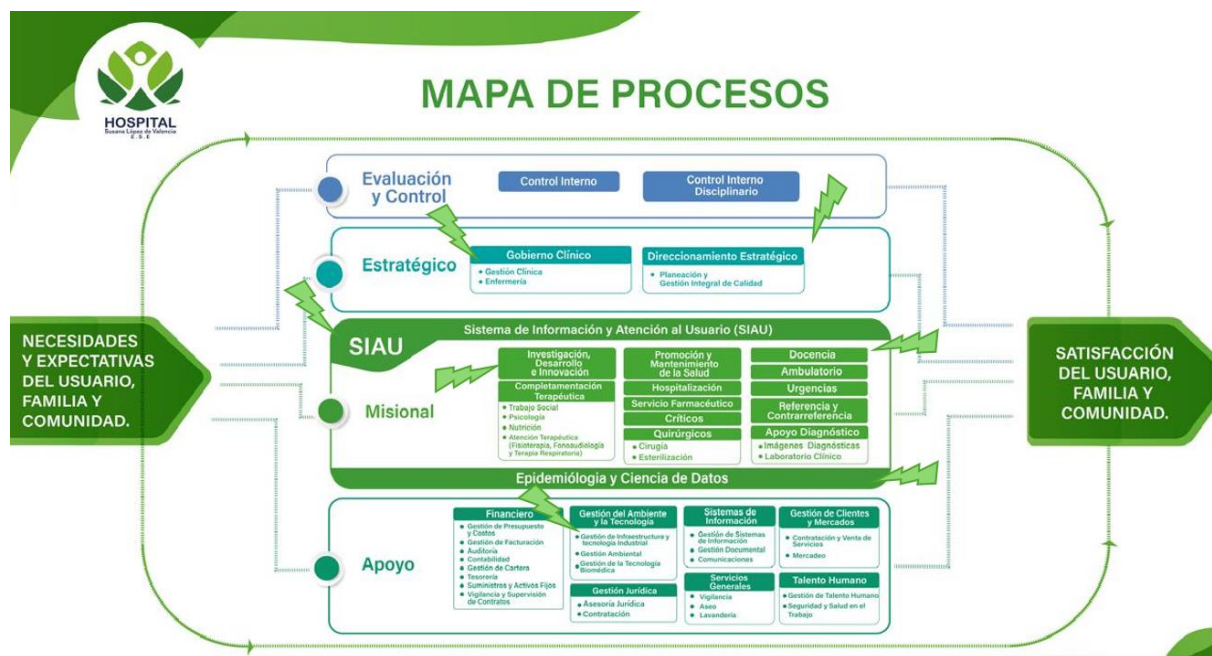 HOSPITAL
Susana López de Valencia
E.S.E
MAPA DE PROCESOS
NECESIDADES
Y EXPECTATIVAS
DEL USUARIO,
FAMILIA Y
COMUNIDAD.
Evaluación
y Control
Control Interno
Control Interno
Disciplinario
Estratégico
Gobierno Clínico
Gestión Clínica
Enfermería
Direccionamiento Estratégico
Planeación y
Gestión Integral de Calidad
SIAU
Sistema de Información y Atención al Usuario (SIAU)
Misional
Investigación,
Desarrollo
e Innovación
Completamentación
Terapéutica
Trabajo Social
Psicología
Nutrición
Atención Terapéutica
(Fisioterapia, Fonoaudiología
y Terapia Respiratoria)
Promoción y
Mantenimiento
de la Salud
Hospitalización
Servicio Farmacéutico
Críticos
Quirúrgicos
Cirugía
Esterilización
Docencia
Ambulatorio
Urgencias
Referencia y
Contrarreferencia
Apoyo Diagnóstico
Imágenes Diagnósticas
Laboratorio Clínico
Epidemiólogia y Ciencia de Datos
Apoyo
Financiero
Gestión de Presupuesto
y Costos
Gestión de Facturación
Auditoría
Contabilidad
Gestión de Cartera
Tesorería
Suministros y Activos Fijos
Vigilancia y Supervisión
de Contratos
Gestión del Ambiente
y la Tecnología
Gestión de Infraestructura y
tecnología Industrial
Gestión Ambiental
Gestión de la Tecnología
Biomédica
Gestión Jurídica
Asesoría Jurídica
Contratación
Sistemas de
Información
Gestión de Sistemas
de Información
Gestión Documental
Comunicaciones
Servicios
Generales
Vigilancia
Aseo
Lavandería
Gestión de Clientes
y Mercados
Contratación y Venta de
Servicios
Mercadeo
Talento Humano
Gestión de Talento Humano
Seguridad y Salud en el
Trabajo
SATISFACCIÓN
DEL USUARIO,
FAMILIA Y
COMUNIDAD.